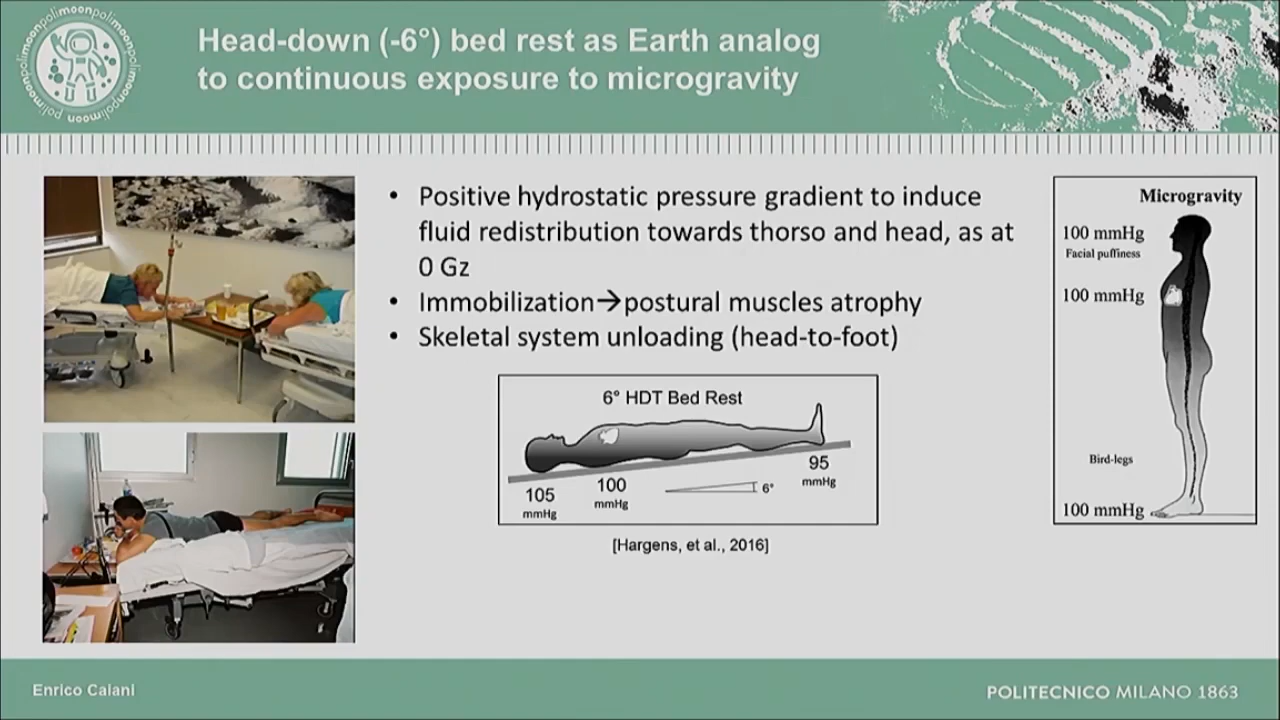 Head-down (-6°) bed rest as Earth analog
to continuous exposure to microgravity
• Positive hydrostatic pressure gradient to induce
fluid redistribution towards thorso and head, as at
0 Gz
• Immobilization→postural muscles atrophy
• Skeletal system unloading (head-to-foot)
6° HDT Bed Rest
105
mmHg
100
mmHg
6°
95
mmHg
[Hargens, et al., 2016]
Microgravity
100 mmHg
Facial puffiness
100 mmHg
Bird-legs
100 mmHg
Enrico Caiani
POLITECNICO MILANO 1863